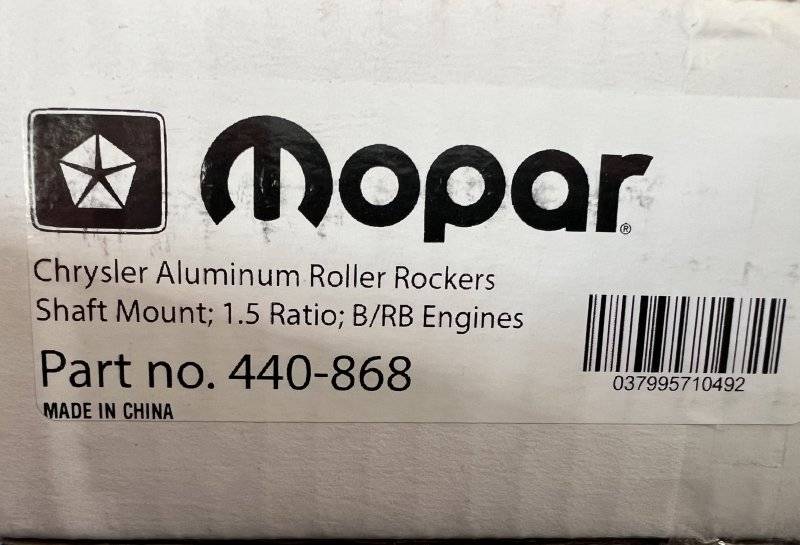 Mopar®
Chrysler Aluminum Roller Rockers
Shaft Mount; 1.5 Ratio; B/RB Engines
Part no. 440-868
MADE IN CHINA
037995710492